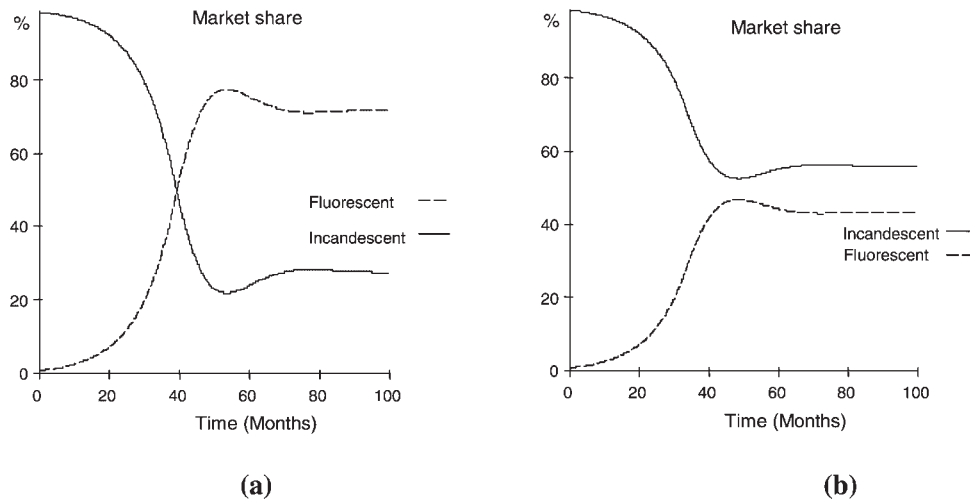 %
Market share
80
60
40
20
0
Fluorescent
Incandescent
0 20 40 60 80 100
Time (Months)
(a)
%
Market share
80
60
40
20
0
Incandescent
Fluorescent
0 20 40 60 80 100
Time (Months)
(b)